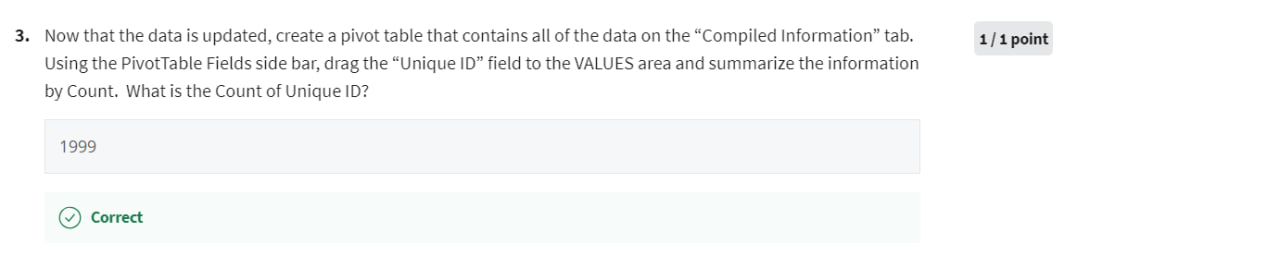 3. Now that the data is updated, create a pivot table that contains all of the data on the “Compiled Information” tab.
1 / 1 point
Using the PivotTable Fields side bar, drag the “Unique ID” field to the VALUES area and summarize the information
by Count.  What is the Count of Unique ID?
1999
Correct